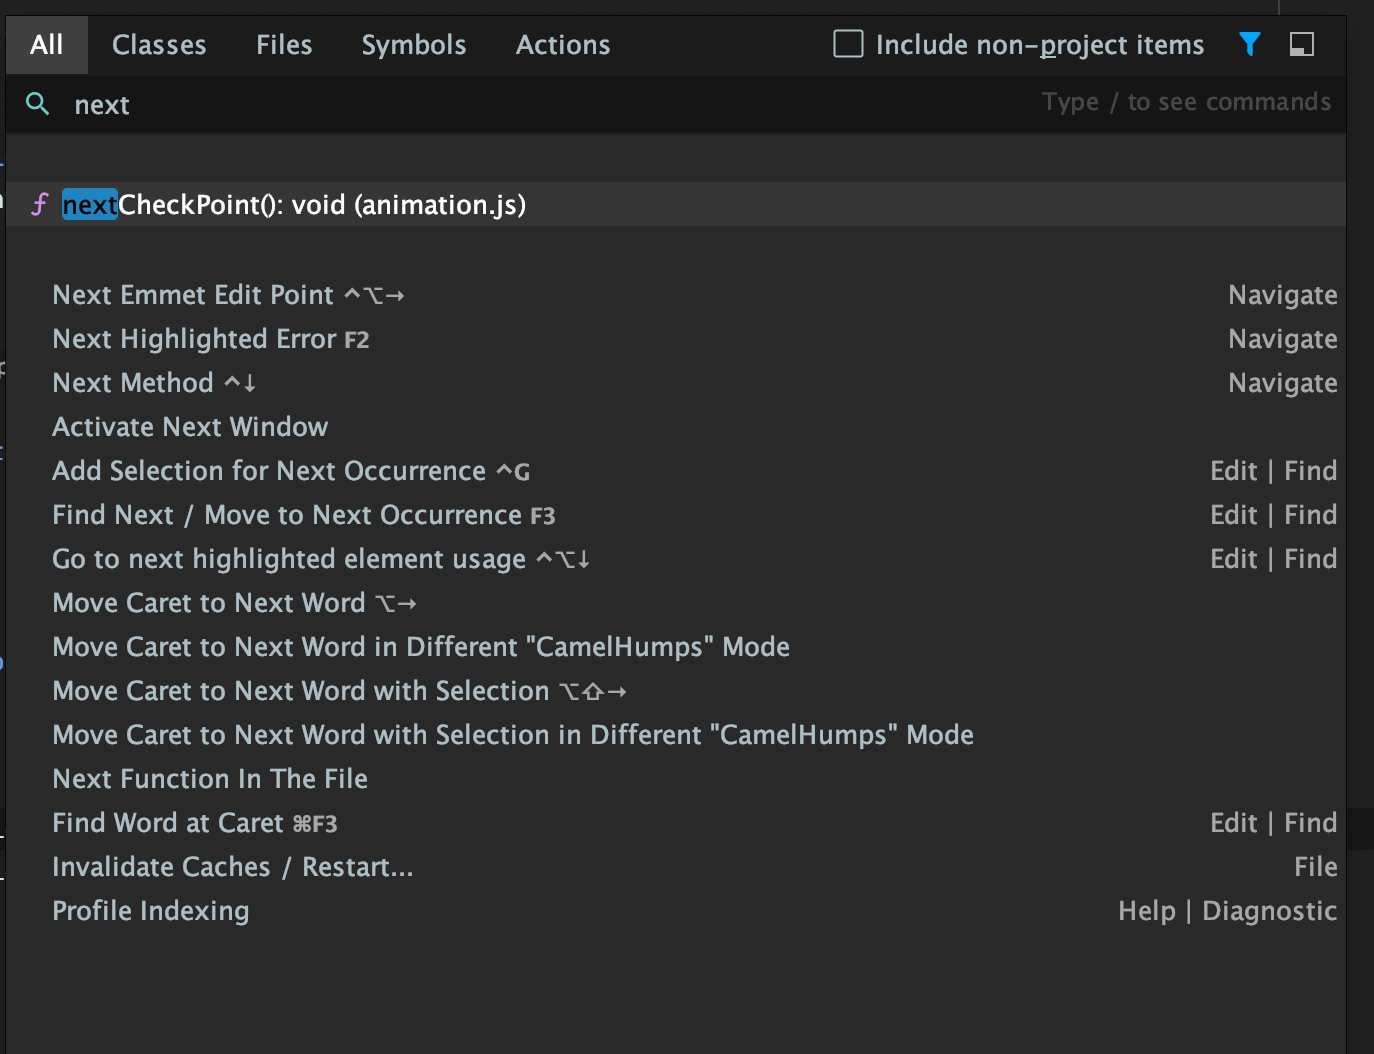 All Classes Files Symbols Actions Include non-project items
next Type / to see commands
f nextCheckPoint(): void (animation.js)
Next Emmet Edit Point ^⌥→ Navigate
Next Highlighted Error F2 Navigate
Next Method ^↓ Navigate
Activate Next Window
Add Selection for Next Occurrence ^G Edit | Find
Find Next / Move to Next Occurrence F3 Edit | Find
Go to next highlighted element usage ^⌥↓ Edit | Find
Move Caret to Next Word ⌥→
Move Caret to Next Word in Different "CamelHumps" Mode
Move Caret to Next Word with Selection ⌥⇧→
Move Caret to Next Word with Selection in Different "CamelHumps" Mode
Next Function In The File
Find Word at Caret ⌘F3 Edit | Find
Invalidate Caches / Restart... File
Profile Indexing Help | Diagnostic